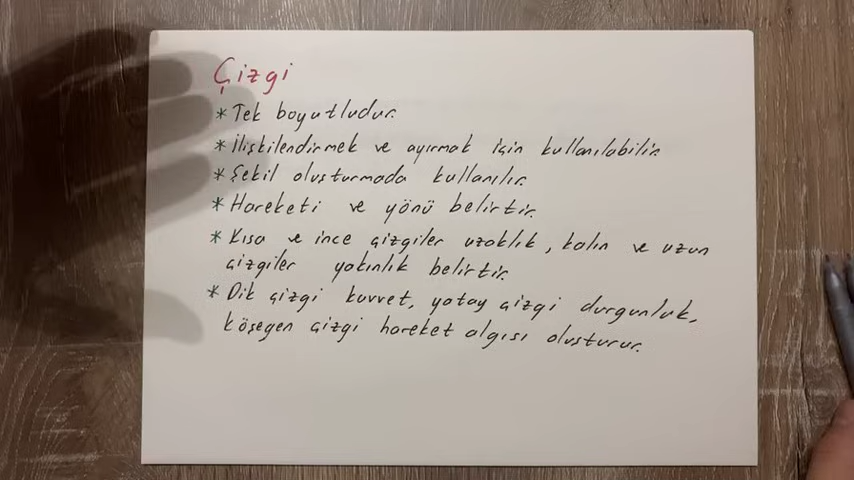 Çizgi
* Tek boyutludur.
* İlişkilendirmek ve ayırmak için kullanılabilir.
* Şekil oluşturmada kullanılır.
* Hareketi ve yönü belirtir.
* Kısa ve ince çizgiler uzaklık, kalın ve uzun
çizgiler yakınlık belirtir.
* Dik çizgi kuvvet, yatay çizgi durgunluk,
köşegen çizgi hareket algısı oluşturur.